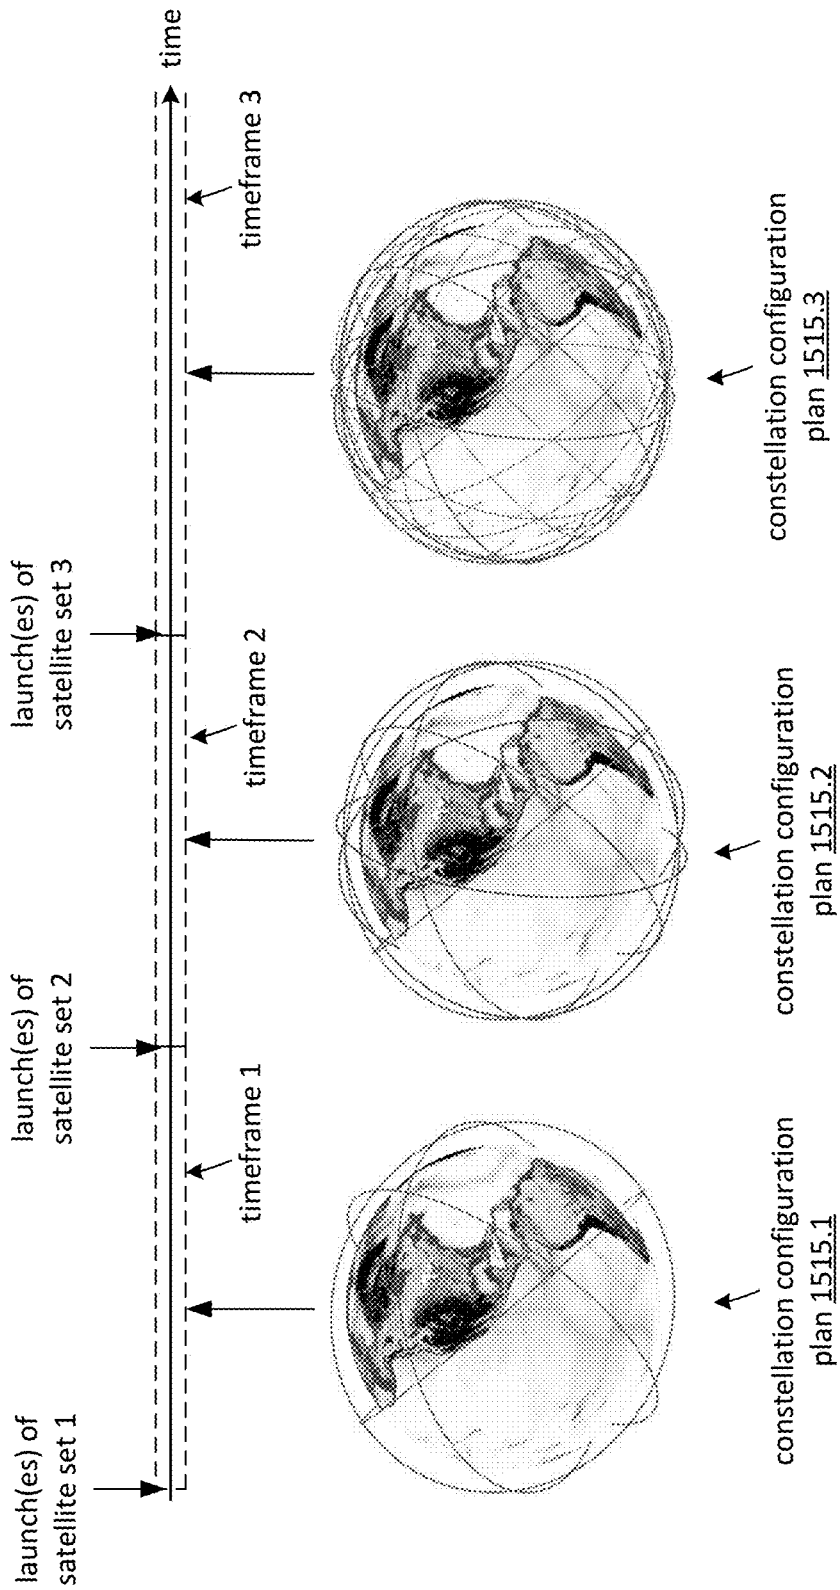 launch(es) of
satellite set 1
launch(es) of
satellite set 2
launch(es) of
satellite set 3
time
timeframe 1
timeframe 2
timeframe 3
constellation configuration
plan 1515.1
constellation configuration
plan 1515.2
constellation configuration
plan 1515.3